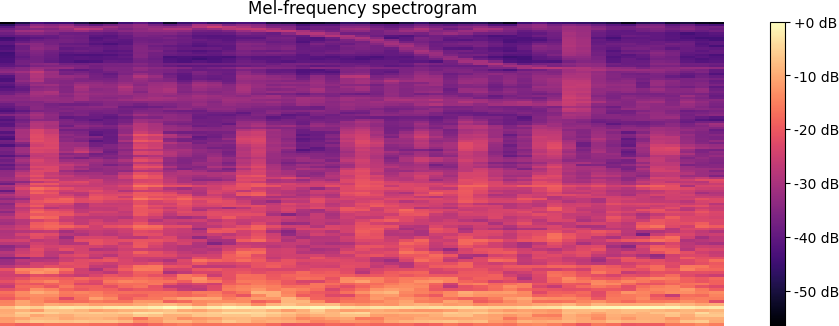 Mel-frequency spectrogram
+0 dB
-10 dB
-20 dB
-30 dB
-40 dB
-50 dB